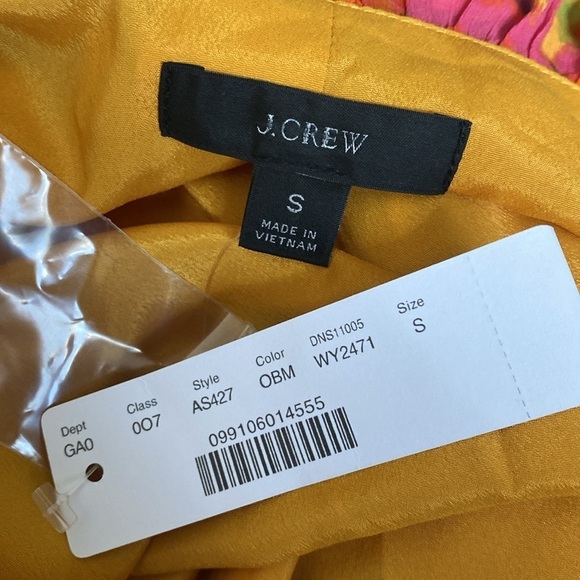 J.CREW
S
MADE IN
VIETNAM
Dept Class Style Color DNS11005 Size
GA0 0O7 AS427 OBM WY2471 S
099106014555